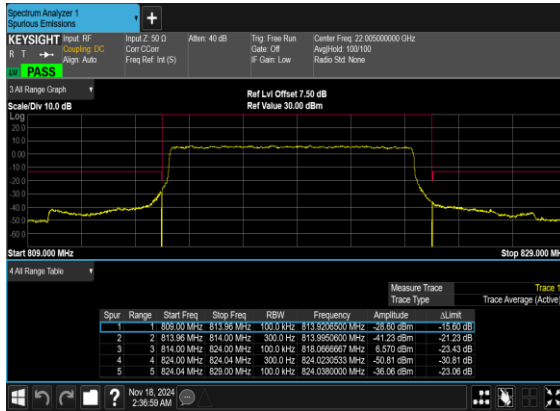 Spectrum Analyzer 1
Spurious Emissions
+
KEYSIGHT Input: RF Input Z: 50 Ω Atten: 40 dB Trig: Free Run Center Freq: 22.005000000 GHz
R T Coupling: DC Corr CCorr Gate: Off Avg|Hold: 100/100
Align: Auto Freq Ref: Int (S) IF Gain: Low Radio Std: None
LW PASS
3 All Range Graph Ref Lvl Offset 7.50 dB
Scale/Div 10.0 dB Ref Value 30.00 dBm
Log
20.0
10.0
0.00
-10.0
-20.0
-30.0
-40.0
-50.0
-60.0
Start 809.000 MHz Stop 829.000 MH
4 All Range Table
Measure Trace Trace 1
Trace Type Trace Average (Active)
Spur Range Start Freq Stop Freq RBW Frequency Amplitude ΔLimit
1 1 809.00 MHz 813.96 MHz 100.0 kHz 813.9206500 MHz -28.60 dBm -15.60 dB
2 2 813.96 MHz 814.00 MHz 300.0 Hz 813.9950600 MHz -41.23 dBm -21.23 dB
3 3 814.00 MHz 824.00 MHz 100.0 kHz 818.0666667 MHz 6.570 dBm -23.43 dB
4 4 824.00 MHz 824.04 MHz 300.0 Hz 824.0230533 MHz -50.81 dBm -30.81 dB
5 5 824.04 MHz 829.00 MHz 100.0 kHz 824.0380000 MHz -36.06 dBm -23.06 dB
? Nov 18, 2024
2:36:59 AM